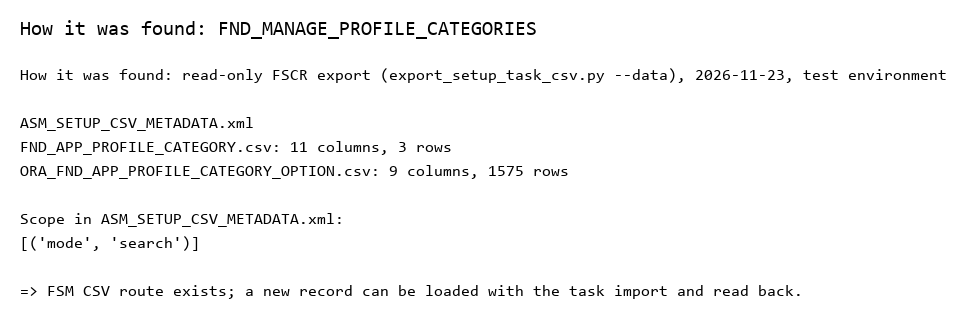 How it was found: FND_MANAGE_PROFILE_CATEGORIES
How it was found: read-only FSCR export (export_setup_task_csv.py --data), 2026-11-23, test environment
ASM_SETUP_CSV_METADATA.xml
FND_APP_PROFILE_CATEGORY.csv: 11 columns, 3 rows
ORA_FND_APP_PROFILE_CATEGORY_OPTION.csv: 9 columns, 1575 rows
Scope in ASM_SETUP_CSV_METADATA.xml:
[('mode', 'search')]
=> FSM CSV route exists; a new record can be loaded with the task import and read back.